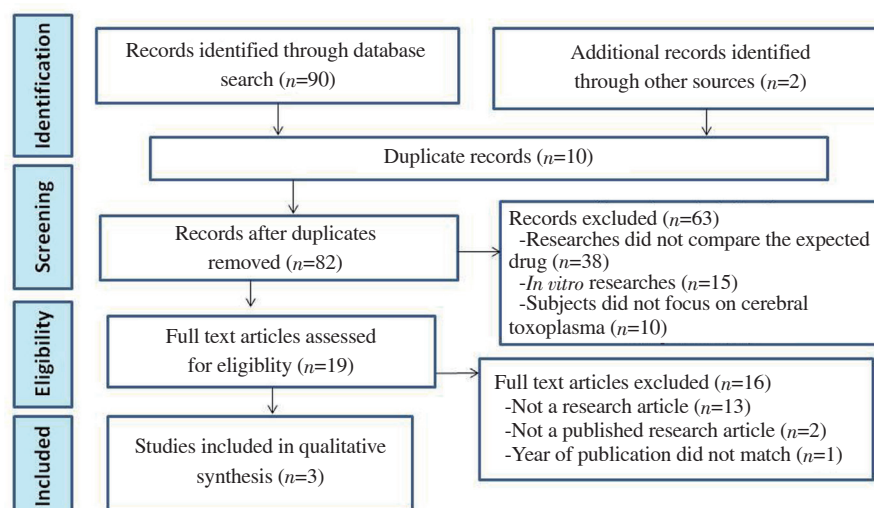 Identification
Records identified through database
search (n=90)
Additional records identified
through other sources (n=2)
Duplicate records (n=10)
Screening
Records after duplicates
removed (n=82)
Records excluded (n=63)
-Researches did not compare the expected
drug (n=38)
-In vitro researches (n=15)
-Subjects did not focus on cerebral
toxoplasma (n=10)
Eligibility
Full text articles assessed
for eligiblity (n=19)
Full text articles excluded (n=16)
-Not a research article (n=13)
-Not a published research article (n=2)
-Year of publication did not match (n=1)
Included
Studies included in qualitative
synthesis (n=3)